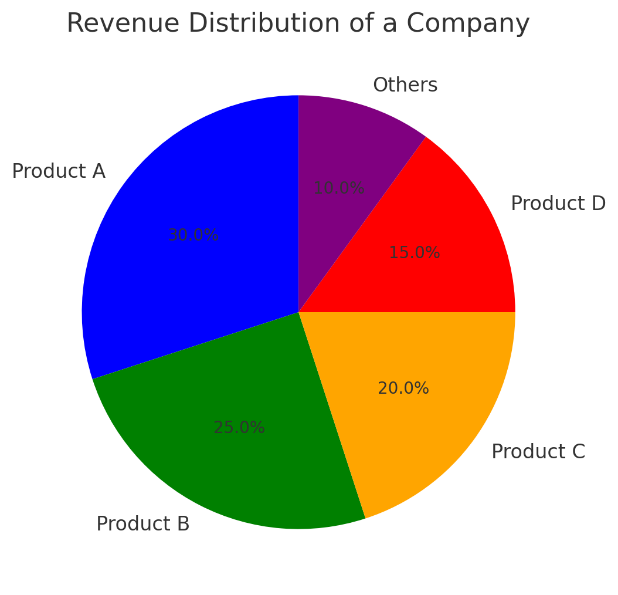 Revenue Distribution of a Company
Others
Product A
10.0%
Product D
30.0%
15.0%
20.0%
25.0%
Product C
Product B